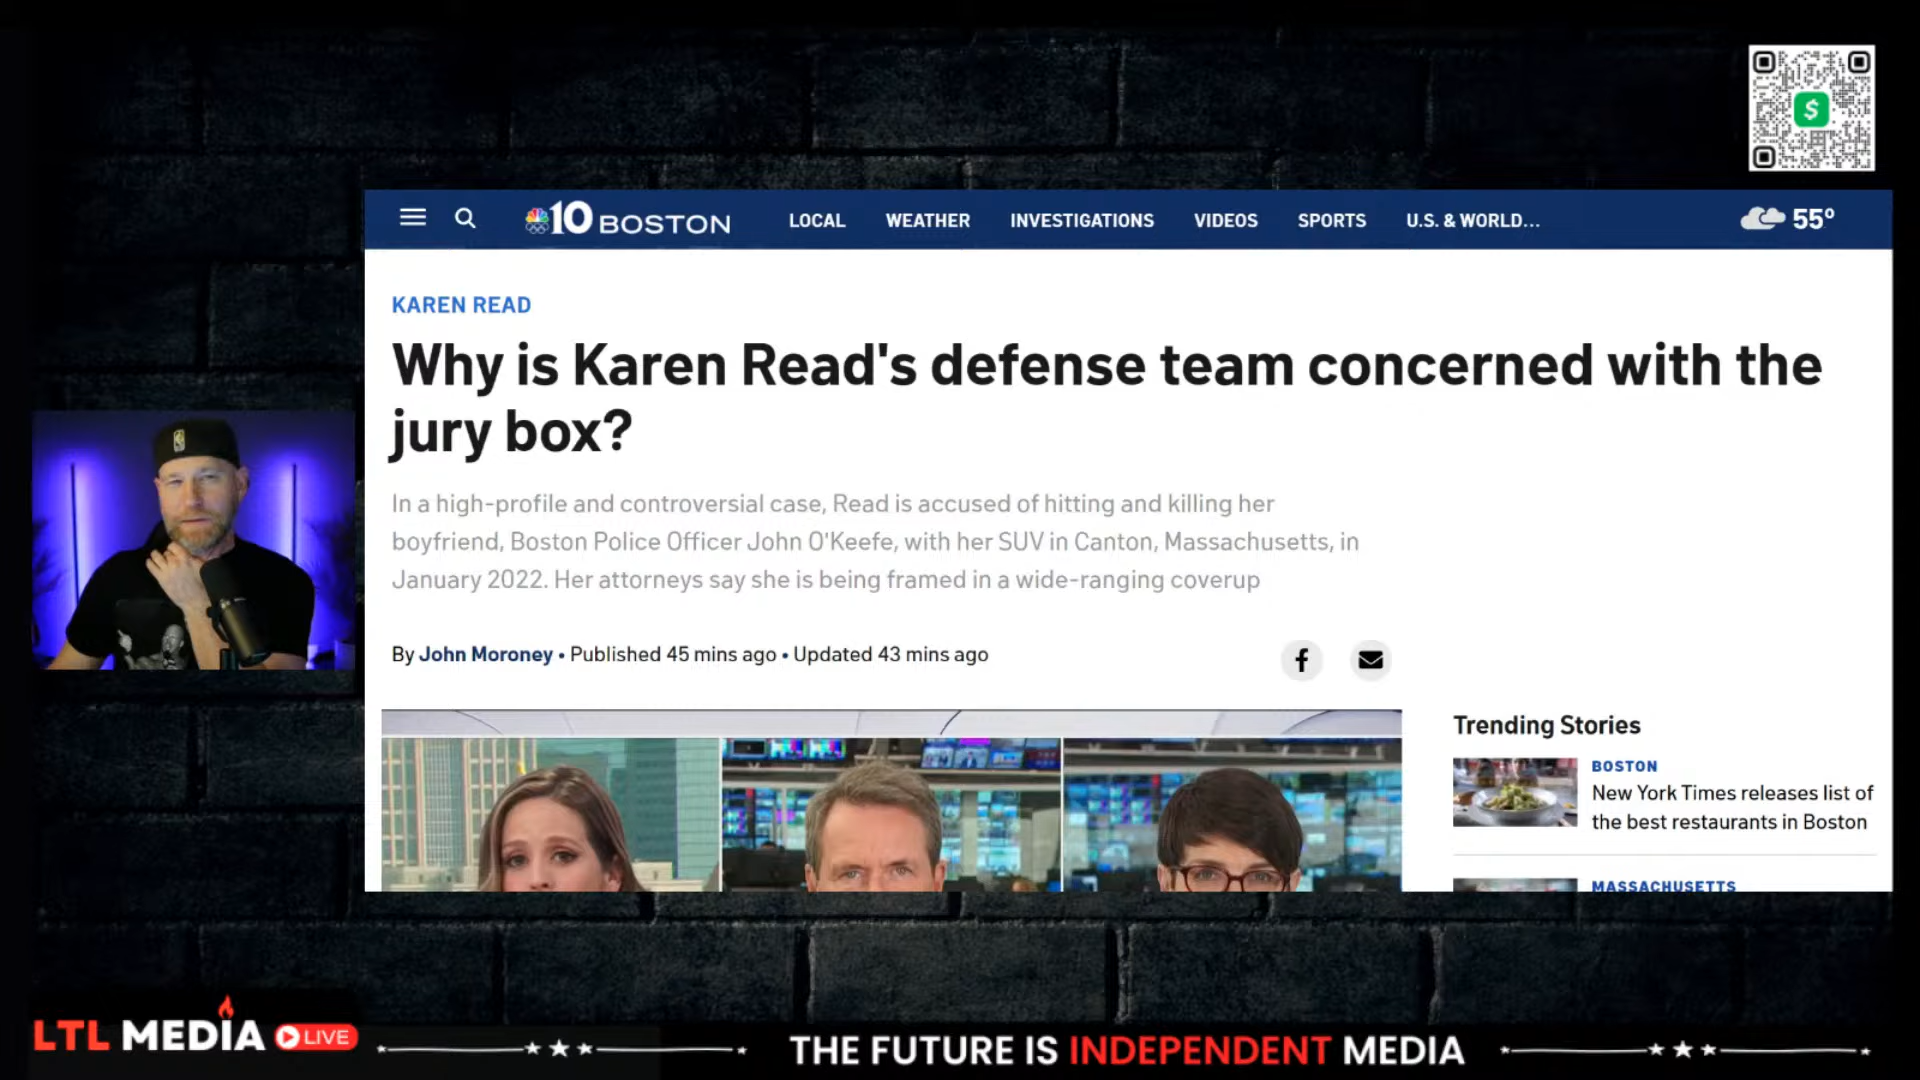 $
10 BOSTON
LOCAL
WEATHER
INVESTIGATIONS
VIDEOS
SPORTS
U.S. & WORLD...
55°
KAREN READ
Why is Karen Read's defense team concerned with the
jury box?
In a high-profile and controversial case, Read is accused of hitting and killing her
boyfriend, Boston Police Officer John O'Keefe, with her SUV in Canton, Massachusetts, in
January 2022. Her attorneys say she is being framed in a wide-ranging coverup
By John Moroney • Published 45 mins ago • Updated 43 mins ago
f
Trending Stories
BOSTON
New York Times releases list of
the best restaurants in Boston
MASSACHUSETTS
LTL MEDIA LIVE
THE FUTURE IS INDEPENDENT MEDIA